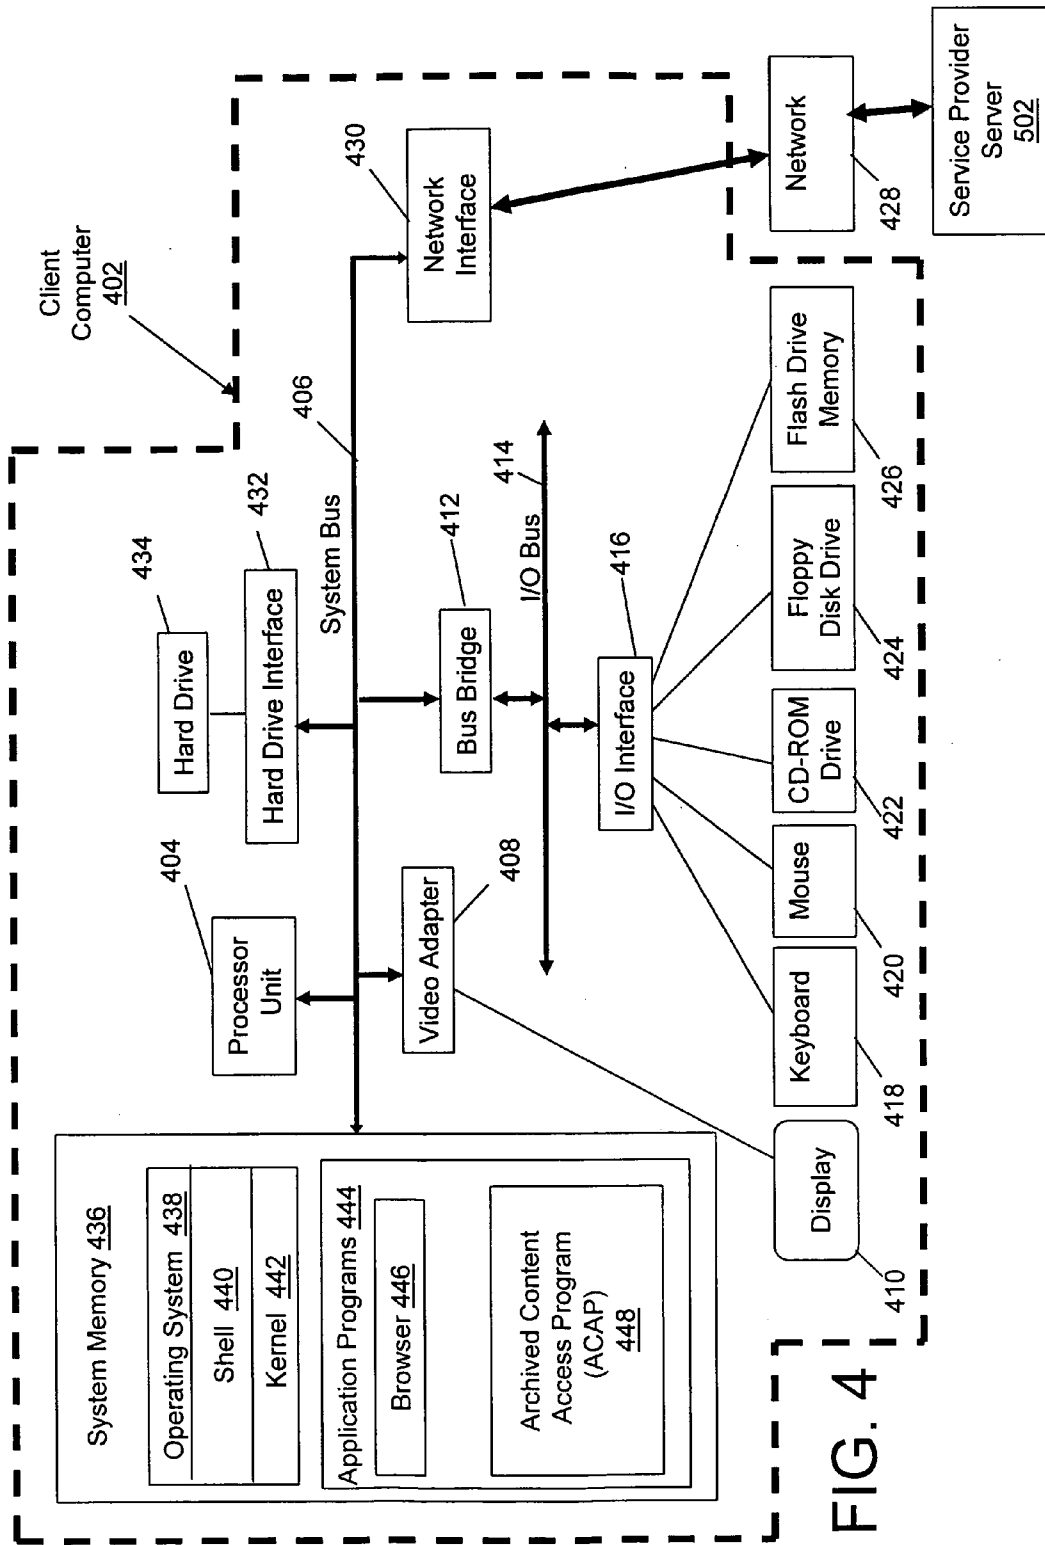 Client
Computer
402
System Memory 436
Operating System 438
Shell 440
Kernel 442
Application Programs 444
Browser 446
Archived Content
Access Program
(ACAP)
448
404
Processor
Unit
434
Hard Drive
432
Hard Drive Interface
System Bus
406
430
Network
Interface
Video Adapter
408
412
Bus Bridge
I/O Bus
414
416
I/O Interface
Display
410
Keyboard
418
Mouse
420
CD-ROM
Drive
422
Floppy
Disk Drive
424
Flash Drive
Memory
426
Network
428
Service Provider
Server
502
FIG. 4